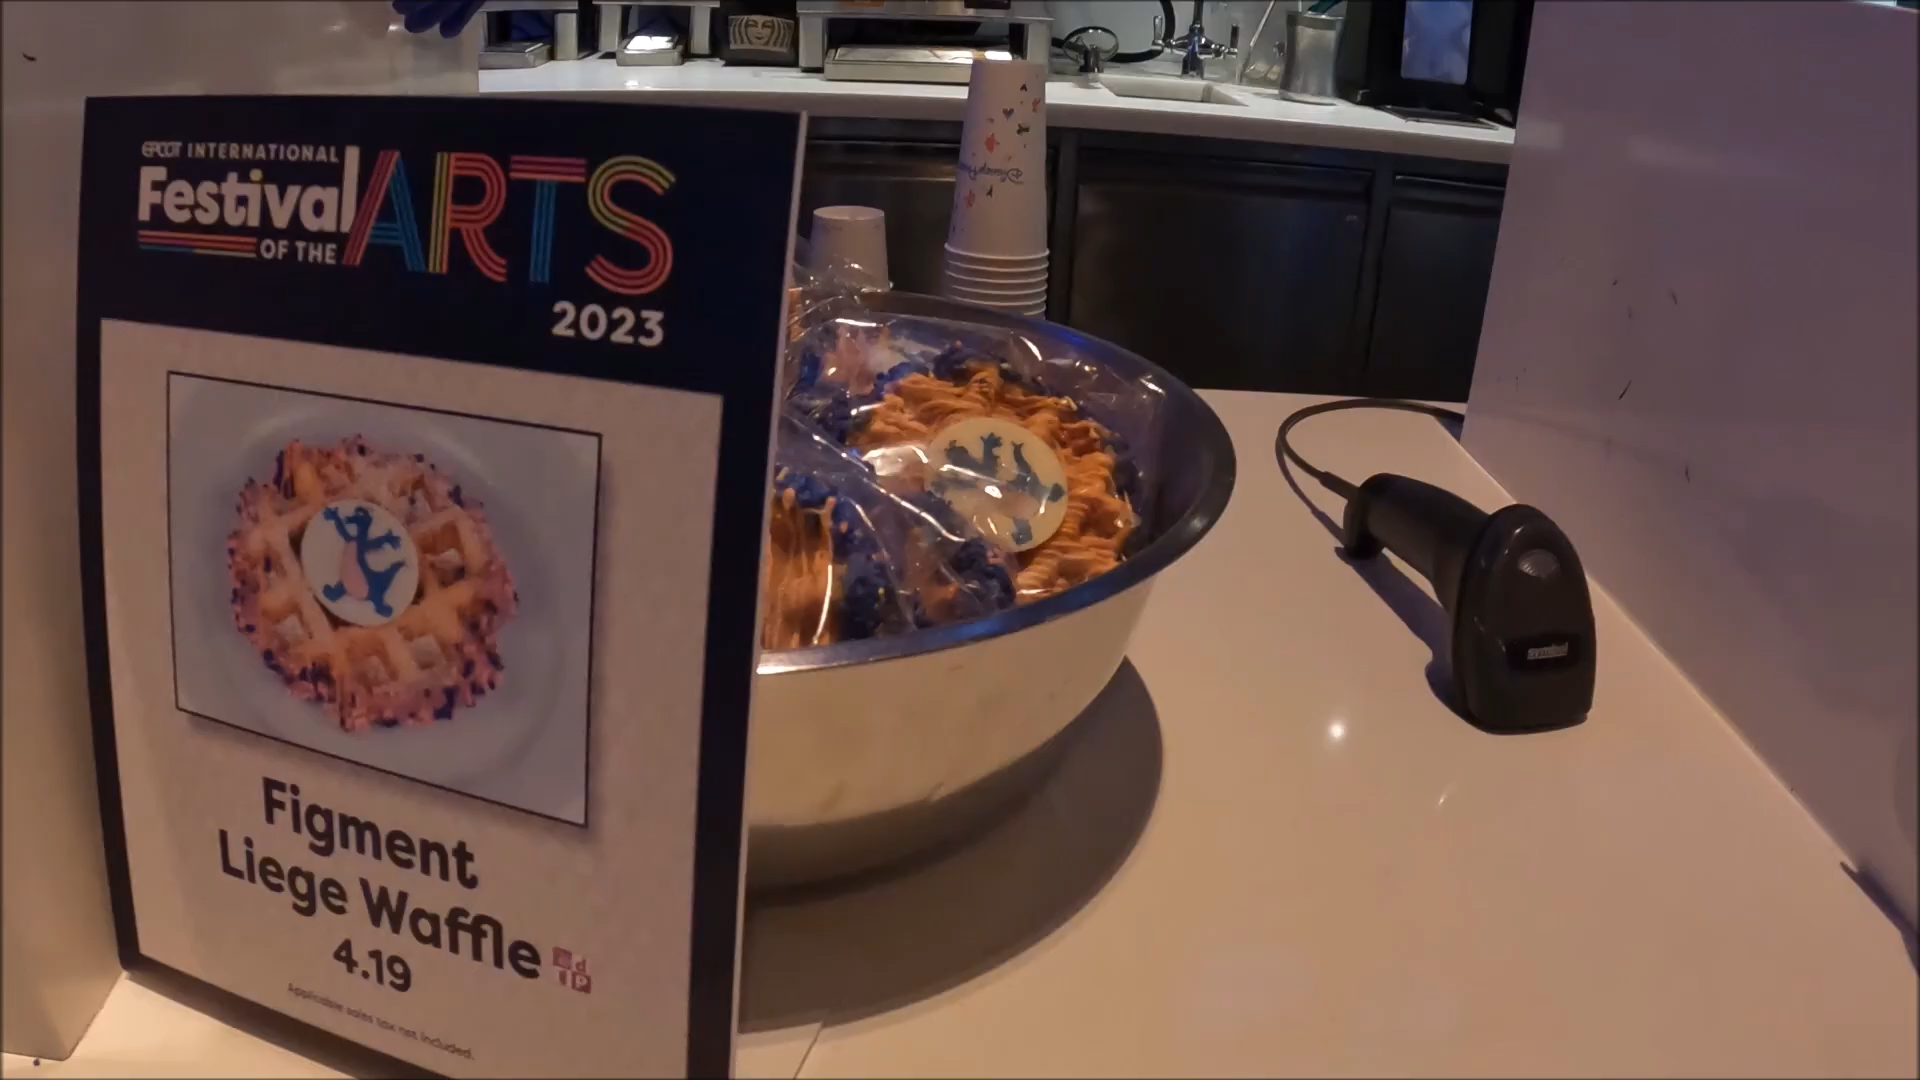 EPCOT INTERNATIONAL
Festival
OF THE
ARTS
2023
Figment
Liege Waffle
4.19
Applicable sales tax not included.